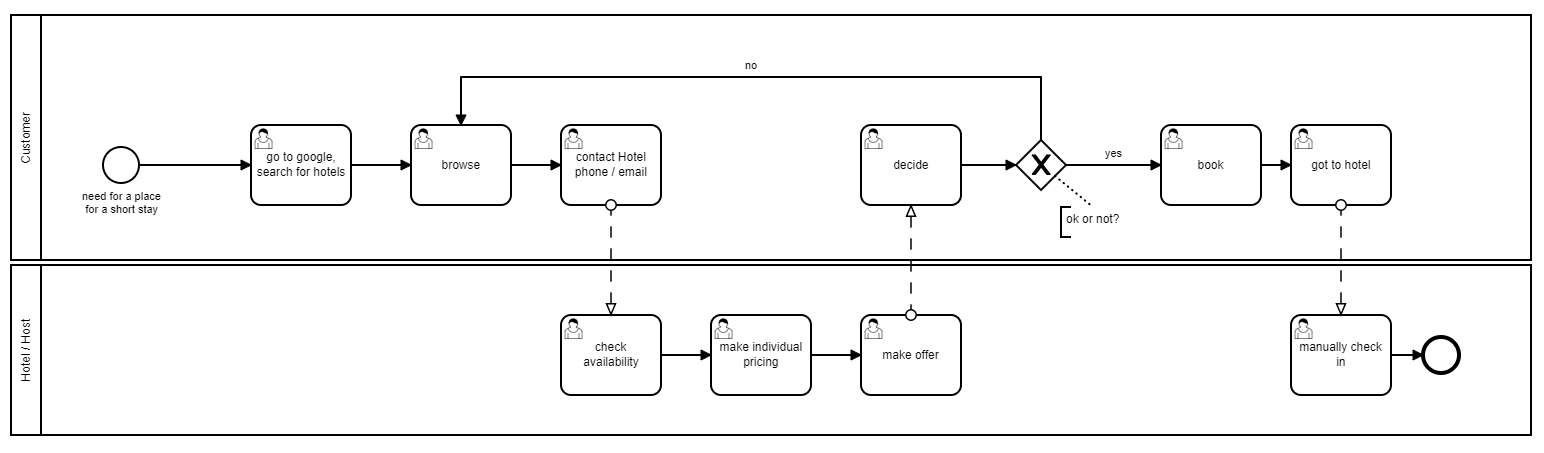 Customer
no
need for a place
for a short stay
go to google,
search for hotels
browse
contact Hotel
phone / email
decide
X
yes
ok or not?
book
got to hotel
Hotel / Host
check
availability
make individual
pricing
make offer
manually check
in